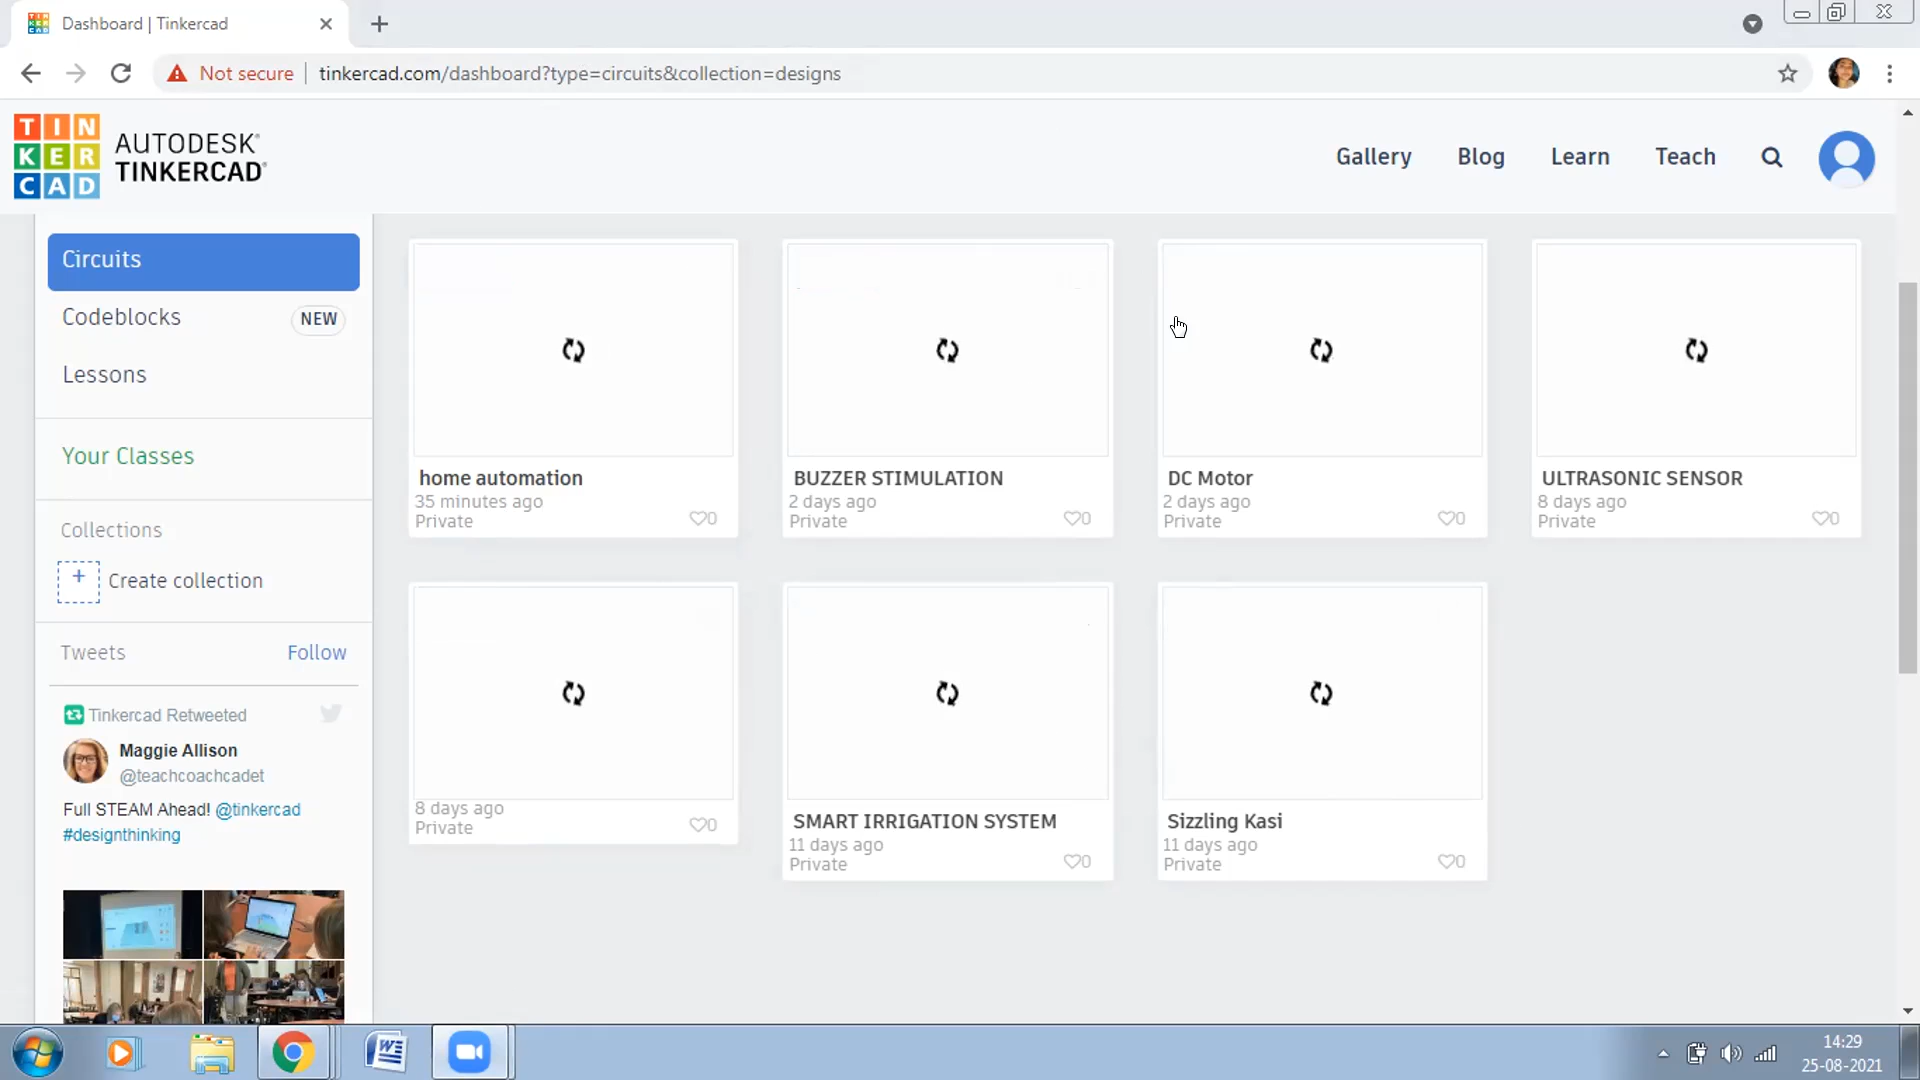 Dashboard | Tinkercad
Not secure
tinkercad.com/dashboard?type=circuits&collection=designs
TIN
KER
CAD
AUTODESK®
TINKERCAD®
Gallery
Blog
Learn
Teach
Circuits
Codeblocks
NEW
Lessons
Your Classes
Collections
+ Create collection
Tweets
Follow
Tinkercad Retweeted
Maggie Allison
@teachcoachcadet
Full STEAM Ahead! @tinkercad
#designthinking
home automation
35 minutes ago
Private
0
BUZZER STIMULATION
2 days ago
Private
0
DC Motor
2 days ago
Private
0
ULTRASONIC SENSOR
8 days ago
Private
0
8 days ago
Private
0
SMART IRRIGATION SYSTEM
11 days ago
Private
0
Sizzling Kasi
11 days ago
Private
0
14:29
25-08-2021